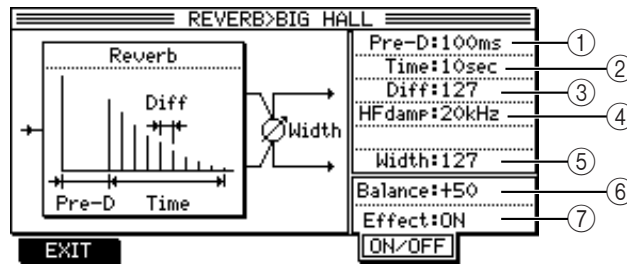 REVERB>BIG HALL
Reverb
Diff
Pre-D
Time
Width
Pre-D:100ms
Time:10sec
Diff:127
HFdamp:20kHz
Width:127
Balance:+50
Effect:ON
EXIT
ON/OFF
1
2
3
4
5
6
7